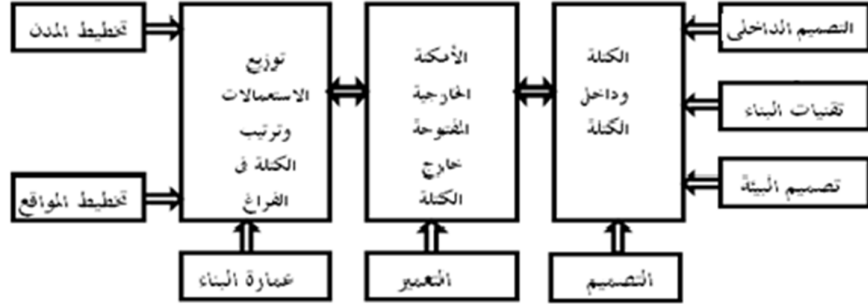 التصميم الداخلى
تقنيات البناء
تصميم البيئة
الكتلة
وداخل
الكتلة
الأمكنة
الخارجية
المفتوحة
خارج
الكتلة
توزيع
الاستعمالات
وترتيب
الكتلة فى
الفراغ
تخطيط المدن
تخطيط المواقع
التصميم
التعمير
عمارة البناء